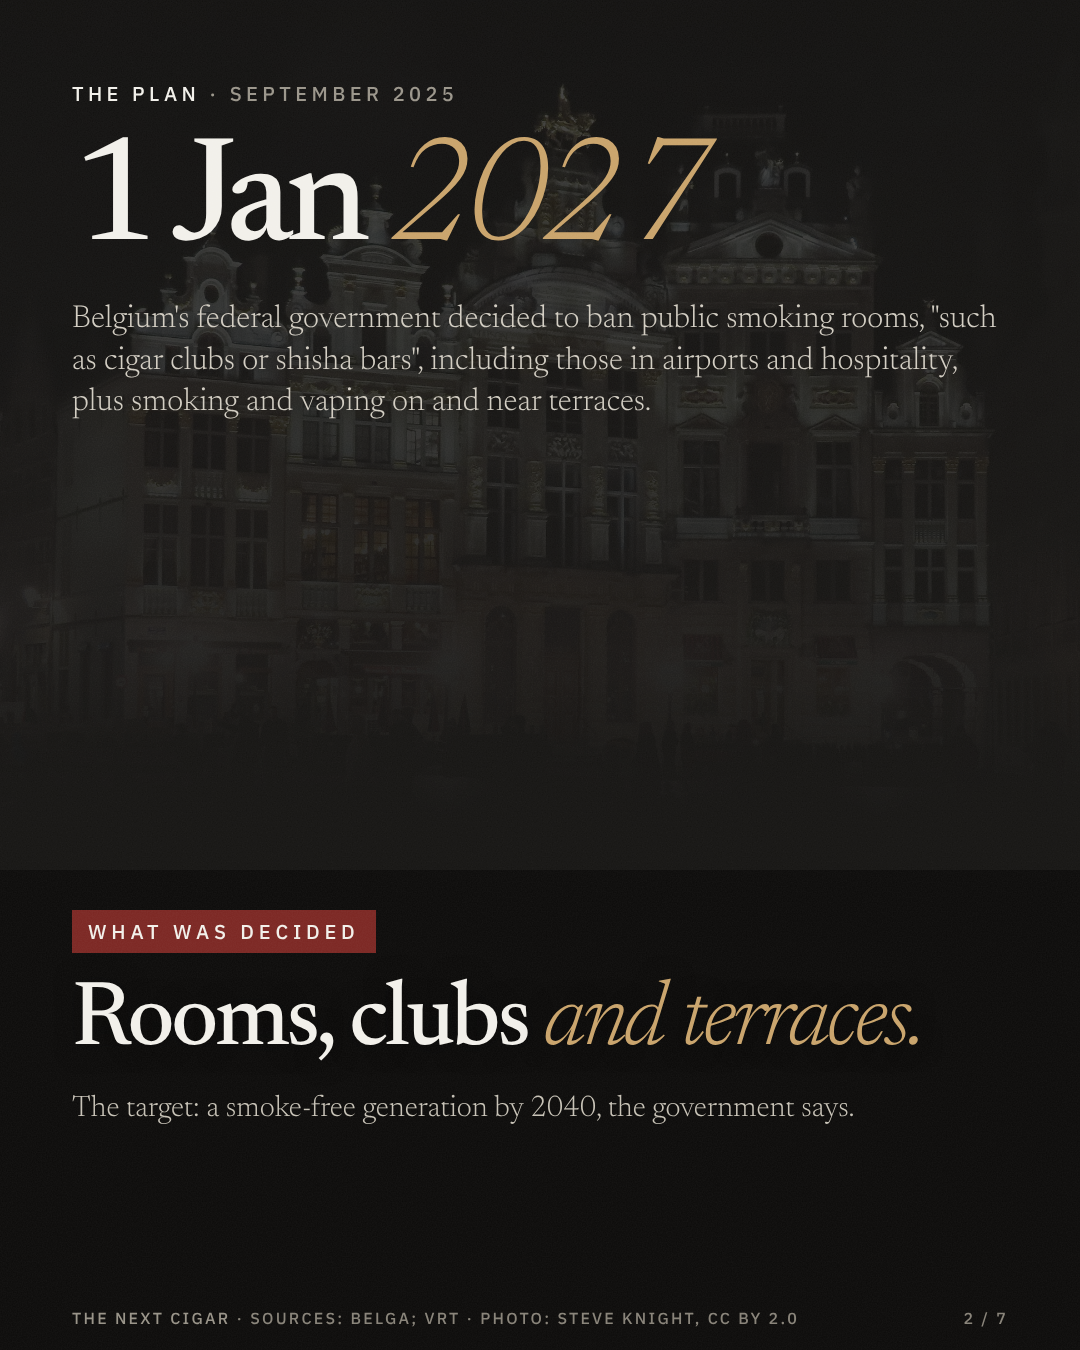 THE PLAN · SEPTEMBER 2025
1 Jan 2027
Belgium's federal government decided to ban public smoking rooms, "such
as cigar clubs or shisha bars", including those in airports and hospitality,
plus smoking and vaping on and near terraces.
WHAT WAS DECIDED
Rooms, clubs and terraces.
The target: a smoke-free generation by 2040, the government says.
THE NEXT CIGAR · SOURCES: BELGA; VRT · PHOTO: STEVE KNIGHT, CC BY 2.0 2 / 7